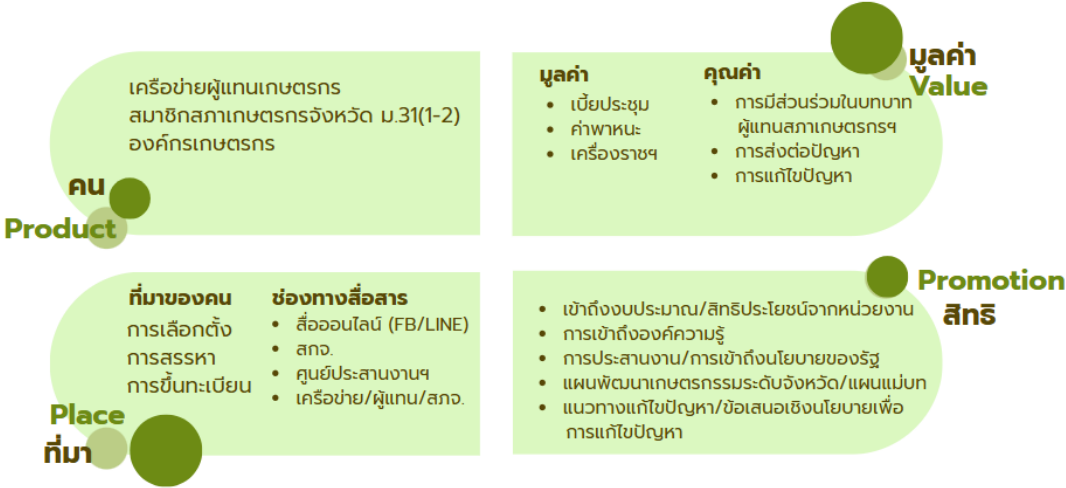 เครือข่ายผู้แทนเกษตรกร
สมาชิกสภาเกษตรกรจังหวัด ม.31(1-2)
องค์กรเกษตรกร
คน
Product
มูลค่า
Value
มูลค่า
• เบี้ยประชุม
• ค่าพาหนะ
• เครื่องราชฯ
คุณค่า
• การมีส่วนร่วมในบทบาท
ผู้แทนสภาเกษตรกรฯ
• การส่งต่อปัญหา
• การแก้ไขปัญหา
ที่มาของคน
การเลือกตั้ง
การสรรหา
การขึ้นทะเบียน
ช่องทางสื่อสาร
• สื่อออนไลน์ (FB/LINE)
• สกจ.
• ศูนย์ประสานงานฯ
• เครือข่าย/ผู้แทน/สภจ.
Place
ที่มา
Promotion
สิทธิ
• เข้าถึงงบประมาณ/สิทธิประโยชน์จากหน่วยงาน
• การเข้าถึงองค์ความรู้
• การประสานงาน/การเข้าถึงนโยบายของรัฐ
• แผนพัฒนาเกษตรกรรมระดับจังหวัด/แผนแม่บท
• แนวทางแก้ไขปัญหา/ข้อเสนอเชิงนโยบายเพื่อ
การแก้ไขปัญหา